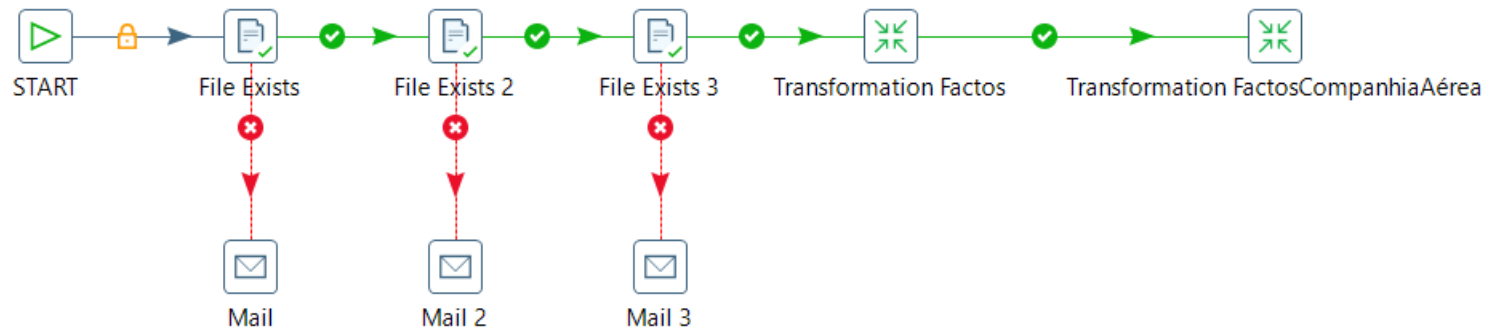 START
File Exists
File Exists 2
File Exists 3
Transformation Factos
Transformation FactosCompanhiaAérea
Mail
Mail 2
Mail 3